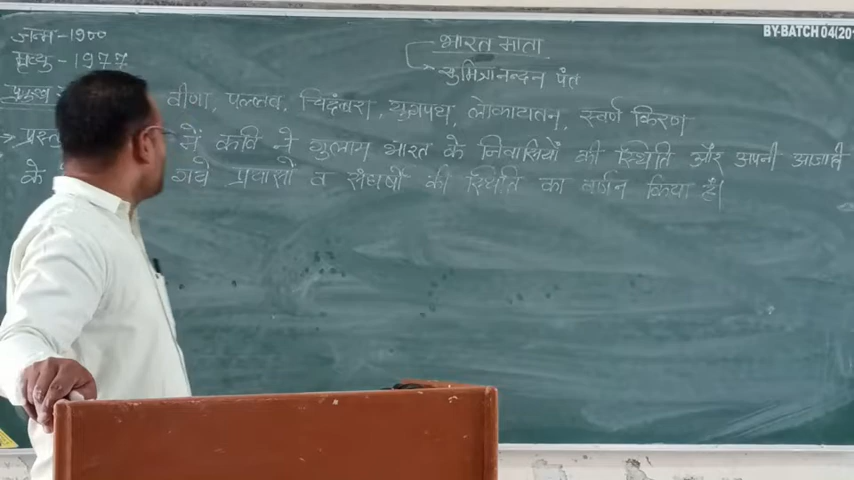 BY-BATCH 04(20
जन्म-1900
भारत माता
मृत्यु-1977
सुमित्रानन्दन पंत
प्रमुख वीणा, पल्लव, चिदंबरा, युगपथ, लोकायतन, स्वर्ण किरण
में कवि ने गुलाम भारत के निवासियों की स्थिति और अपनी आजादी
के गये प्रयासों व संघर्षों की स्थिति का वर्णन किया है।